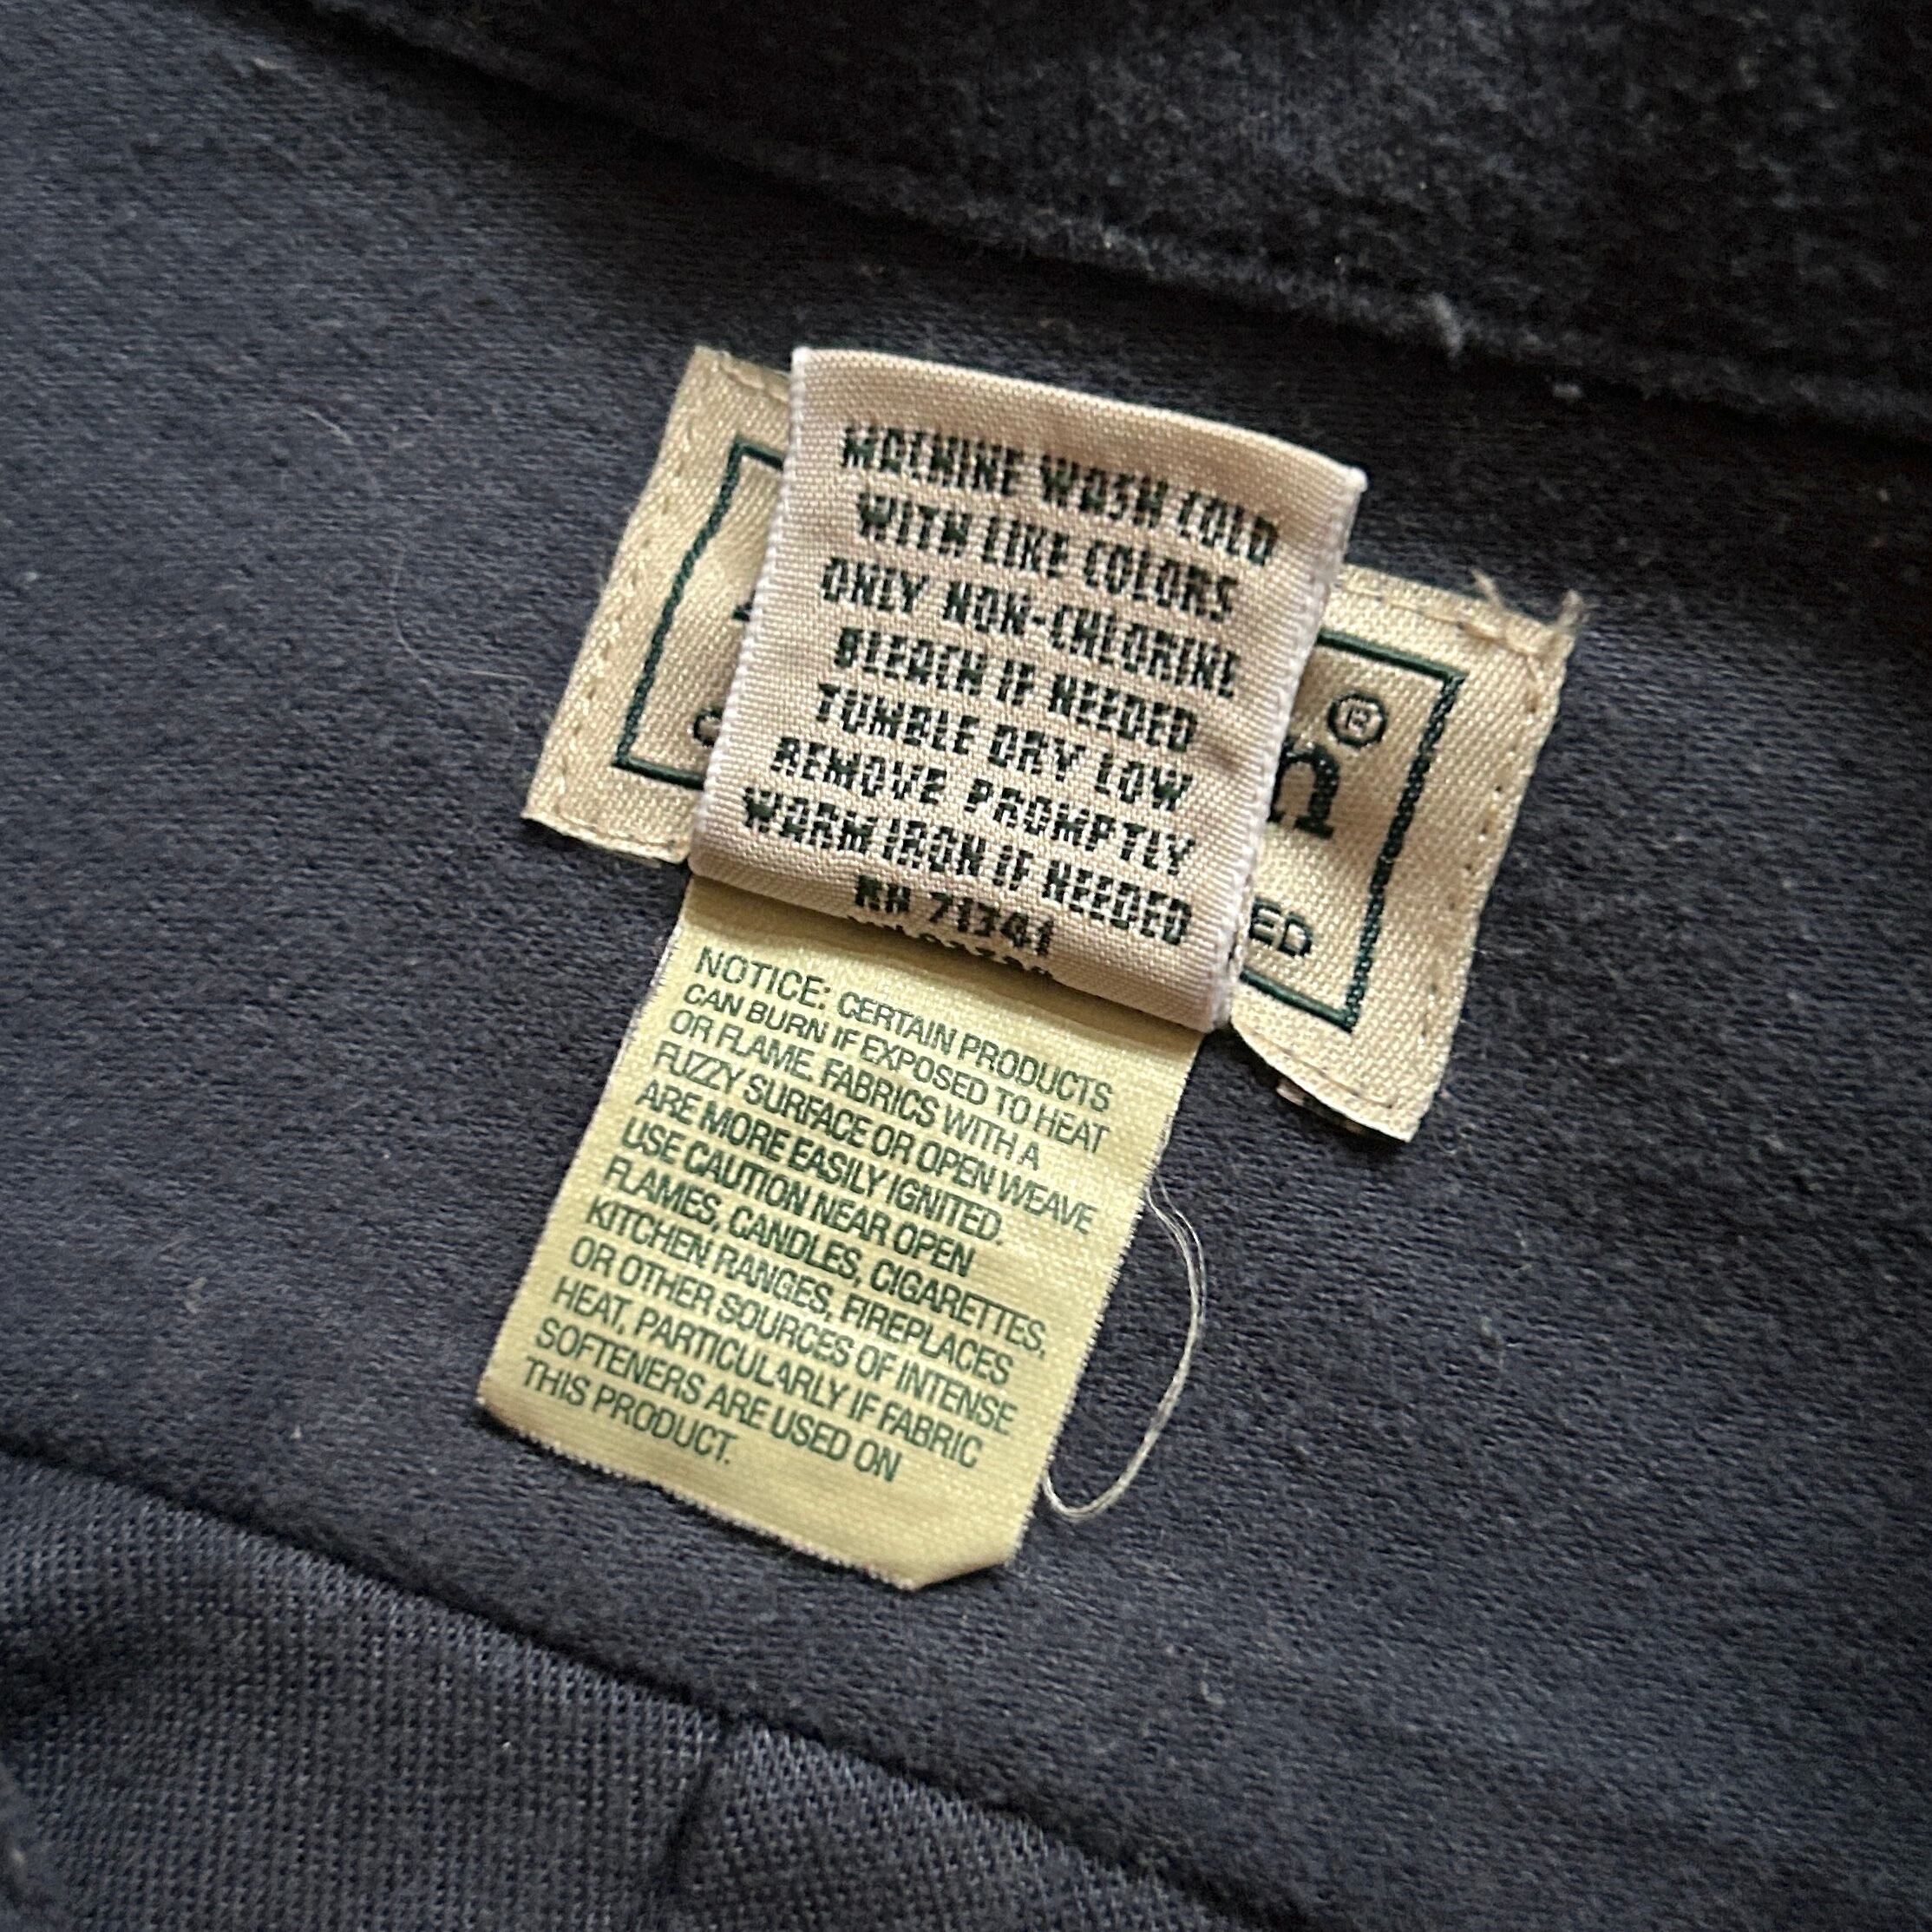 MACHINE WASH COLD
WITH LIKE COLORS
ONLY NON-CHLORINE
BLEACH IF NEEDED
TUMBLE DRY LOW
REMOVE PROMPTLY
WARM IRON IF NEEDED
RN 71341
n®
ED
NOTICE: CERTAIN PRODUCTS
CAN BURN IF EXPOSED TO HEAT
OR FLAME. FABRICS WITH A
FUZZY SURFACE OR OPEN WEAVE
ARE MORE EASILY IGNITED.
USE CAUTION NEAR OPEN
FLAMES, CANDLES, CIGARETTES,
KITCHEN RANGES, FIREPLACES
OR OTHER SOURCES OF INTENSE
HEAT, PARTICULARLY IF FABRIC
SOFTENERS ARE USED ON
THIS PRODUCT.